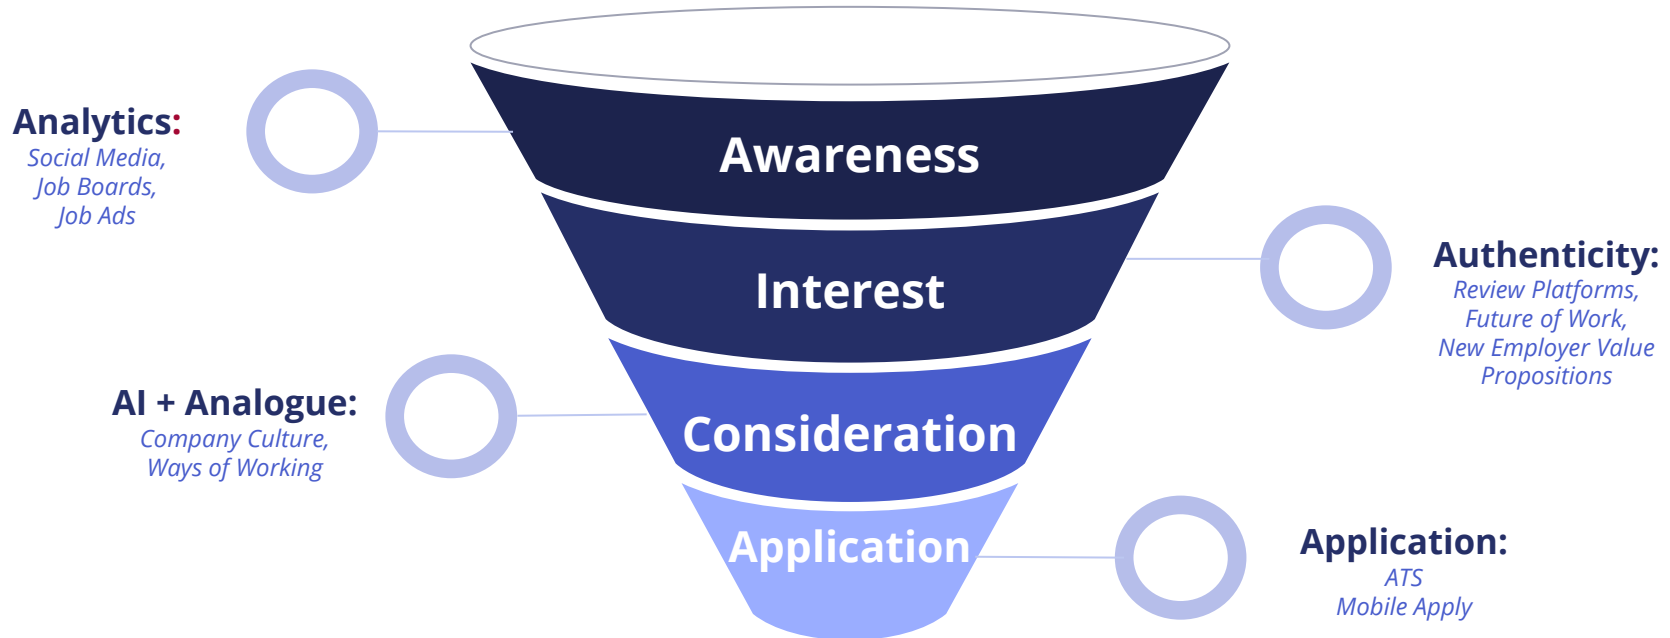 Analytics:
Social Media,
Job Boards,
Job Ads
Awareness
Interest
Authenticity:
Review Platforms,
Future of Work,
New Employer Value
Propositions
AI + Analogue:
Company Culture,
Ways of Working
Consideration
Application
Application:
ATS
Mobile Apply